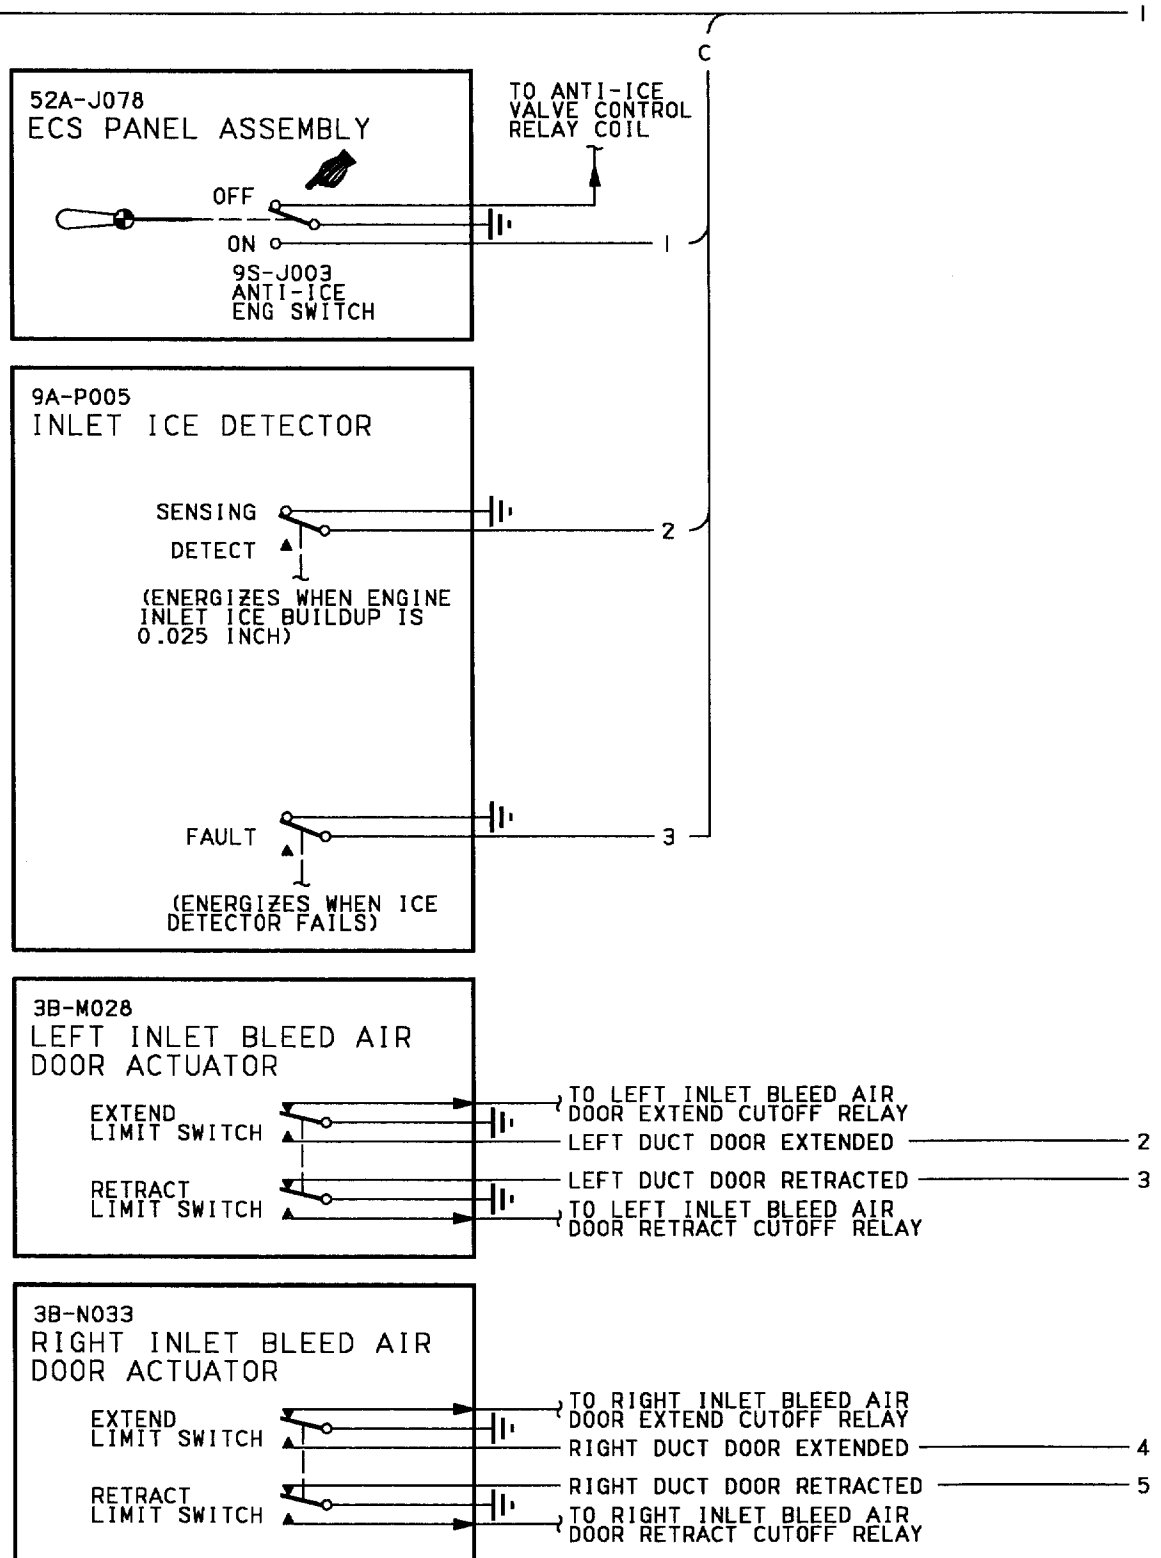 1
C
52A-J078
ECS PANEL ASSEMBLY
TO ANTI-ICE
VALVE CONTROL
RELAY COIL
OFF
ON
1
9S-J003
ANTI-ICE
ENG SWITCH
9A-P005
INLET ICE DETECTOR
SENSING
2
DETECT
(ENERGIZES WHEN ENGINE
INLET ICE BUILDUP IS
0.025 INCH)
FAULT
3
(ENERGIZES WHEN ICE
DETECTOR FAILS)
3B-M028
LEFT INLET BLEED AIR
DOOR ACTUATOR
EXTEND
LIMIT SWITCH
TO LEFT INLET BLEED AIR
DOOR EXTEND CUTOFF RELAY
LEFT DUCT DOOR EXTENDED
2
RETRACT
LIMIT SWITCH
LEFT DUCT DOOR RETRACTED
3
TO LEFT INLET BLEED AIR
DOOR RETRACT CUTOFF RELAY
3B-N033
RIGHT INLET BLEED AIR
DOOR ACTUATOR
EXTEND
LIMIT SWITCH
TO RIGHT INLET BLEED AIR
DOOR EXTEND CUTOFF RELAY
RIGHT DUCT DOOR EXTENDED
4
RETRACT
LIMIT SWITCH
RIGHT DUCT DOOR RETRACTED
5
TO RIGHT INLET BLEED AIR
DOOR RETRACT CUTOFF RELAY